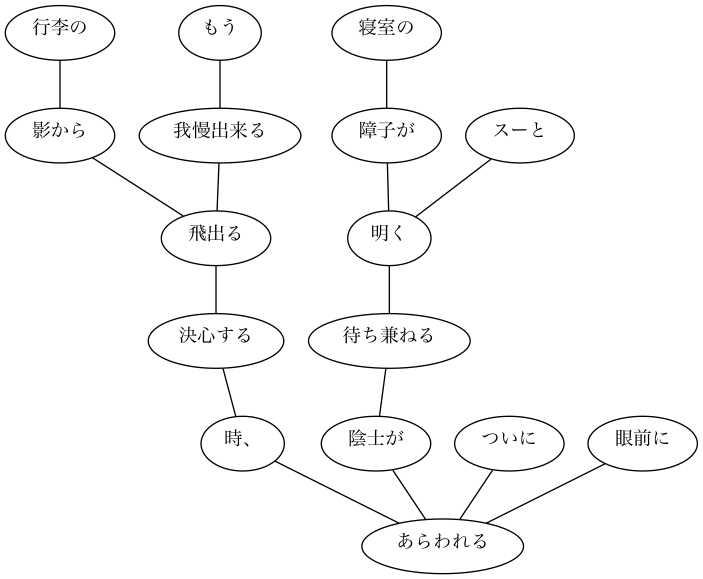 行李の
もう
寝室の
影から
我慢出来る
障子が
スーと
飛出る
明く
決心する
待ち兼ねる
時、
陰士が
ついに
眼前に
あらわれる